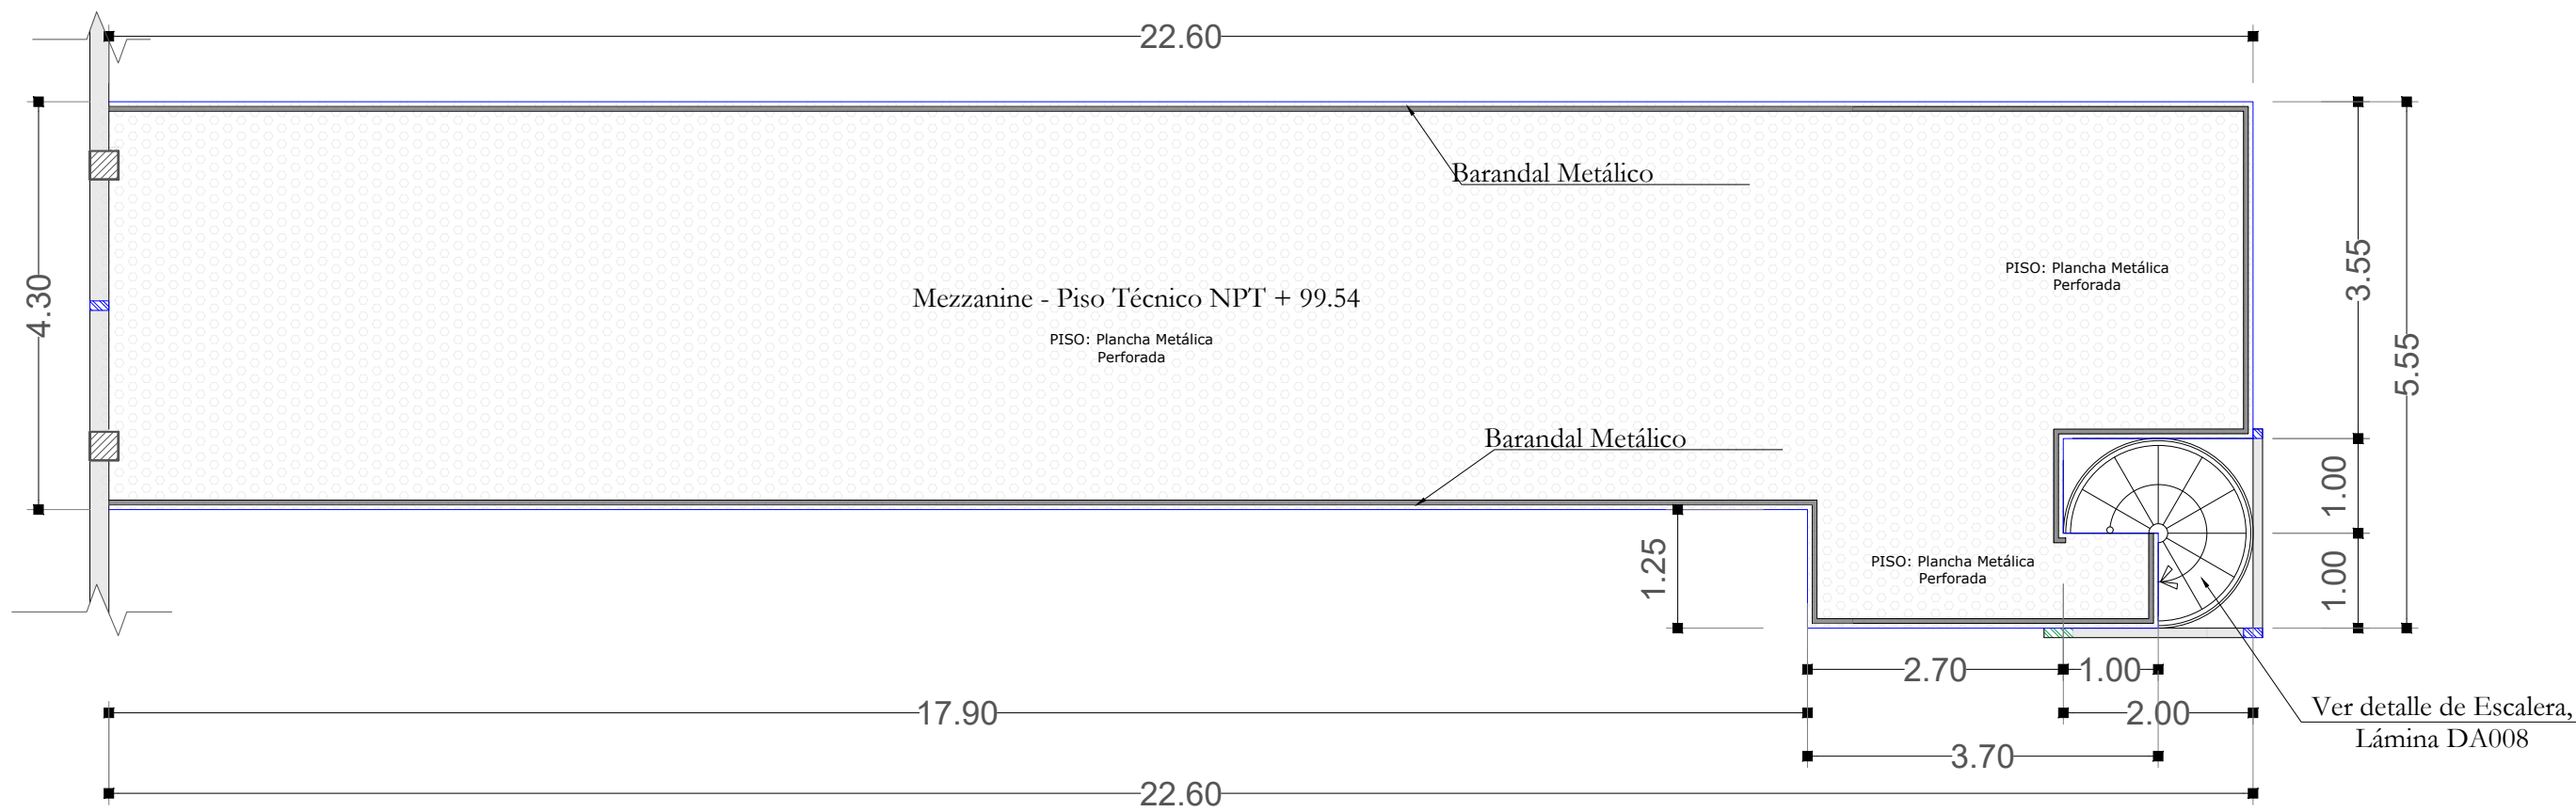 22.60
4.30
Barandal Metálico
PISO: Plancha Metálica
Perforada
3.55
5.55
Mezzanine - Piso Técnico NPT + 99.54
PISO: Plancha Metálica
Perforada
Barandal Metálico
1.00
1.25
PISO: Plancha Metálica
Perforada
1.00
2.70
1.00
17.90
2.00
Ver detalle de Escalera,
Lámina DA008
3.70
22.60